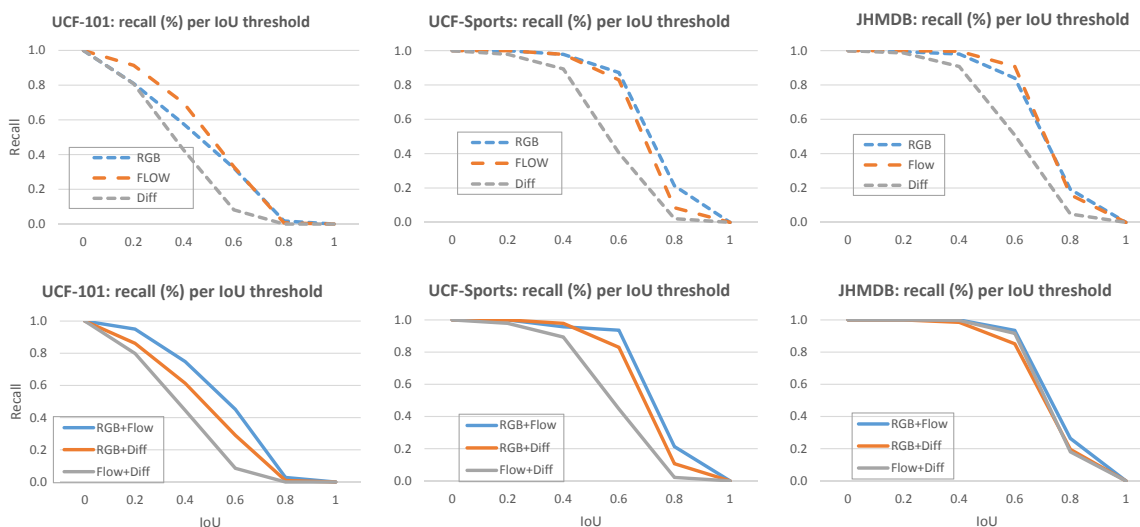 UCF-101: recall (%) per IoU threshold
1.0
0.8
0.6
0.4
0.2
0.0
Recall
RGB
FLOW
Diff
0 0.2 0.4 0.6 0.8 1
UCF-Sports: recall (%) per IoU threshold
1.0
0.8
0.6
0.4
0.2
0.0
RGB
FLOW
Diff
0 0.2 0.4 0.6 0.8 1
JHMDB: recall (%) per IoU threshold
1.0
0.8
0.6
0.4
0.2
0.0
RGB
Flow
Diff
0 0.2 0.4 0.6 0.8 1
UCF-101: recall (%) per IoU threshold
1.0
0.8
0.6
0.4
0.2
0.0
Recall
RGB+Flow
RGB+Diff
Flow+Diff
0 0.2 0.4 0.6 0.8 1
IoU
UCF-Sports: recall (%) per IoU threshold
1.0
0.8
0.6
0.4
0.2
0.0
RGB+Flow
RGB+Diff
Flow+Diff
0 0.2 0.4 0.6 0.8 1
IoU
JHMDB: recall (%) per IoU threshold
1.0
0.8
0.6
0.4
0.2
0.0
RGB+Flow
RGB+Diff
Flow+Diff
0 0.2 0.4 0.6 0.8 1
IoU